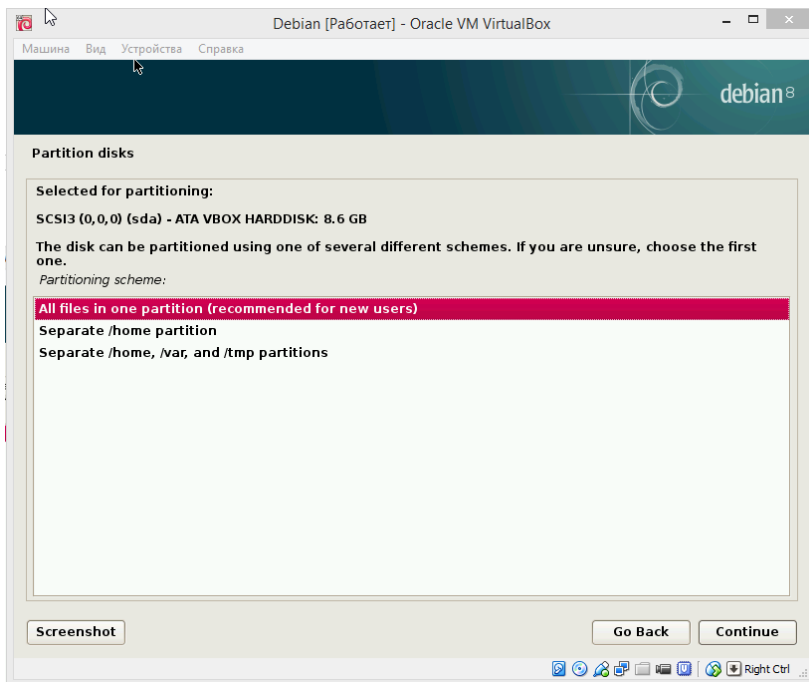 Debian [Работает] - Oracle VM VirtualBox
Машина Вид Устройства Справка
debian 8
Partition disks
Selected for partitioning:
SCSI3 (0,0,0) (sda) - ATA VBOX HARDDISK: 8.6 GB
The disk can be partitioned using one of several different schemes. If you are unsure, choose the first
one.
Partitioning scheme:
All files in one partition (recommended for new users)
Separate /home partition
Separate /home, /var, and /tmp partitions
Screenshot Go Back Continue
Right Ctrl